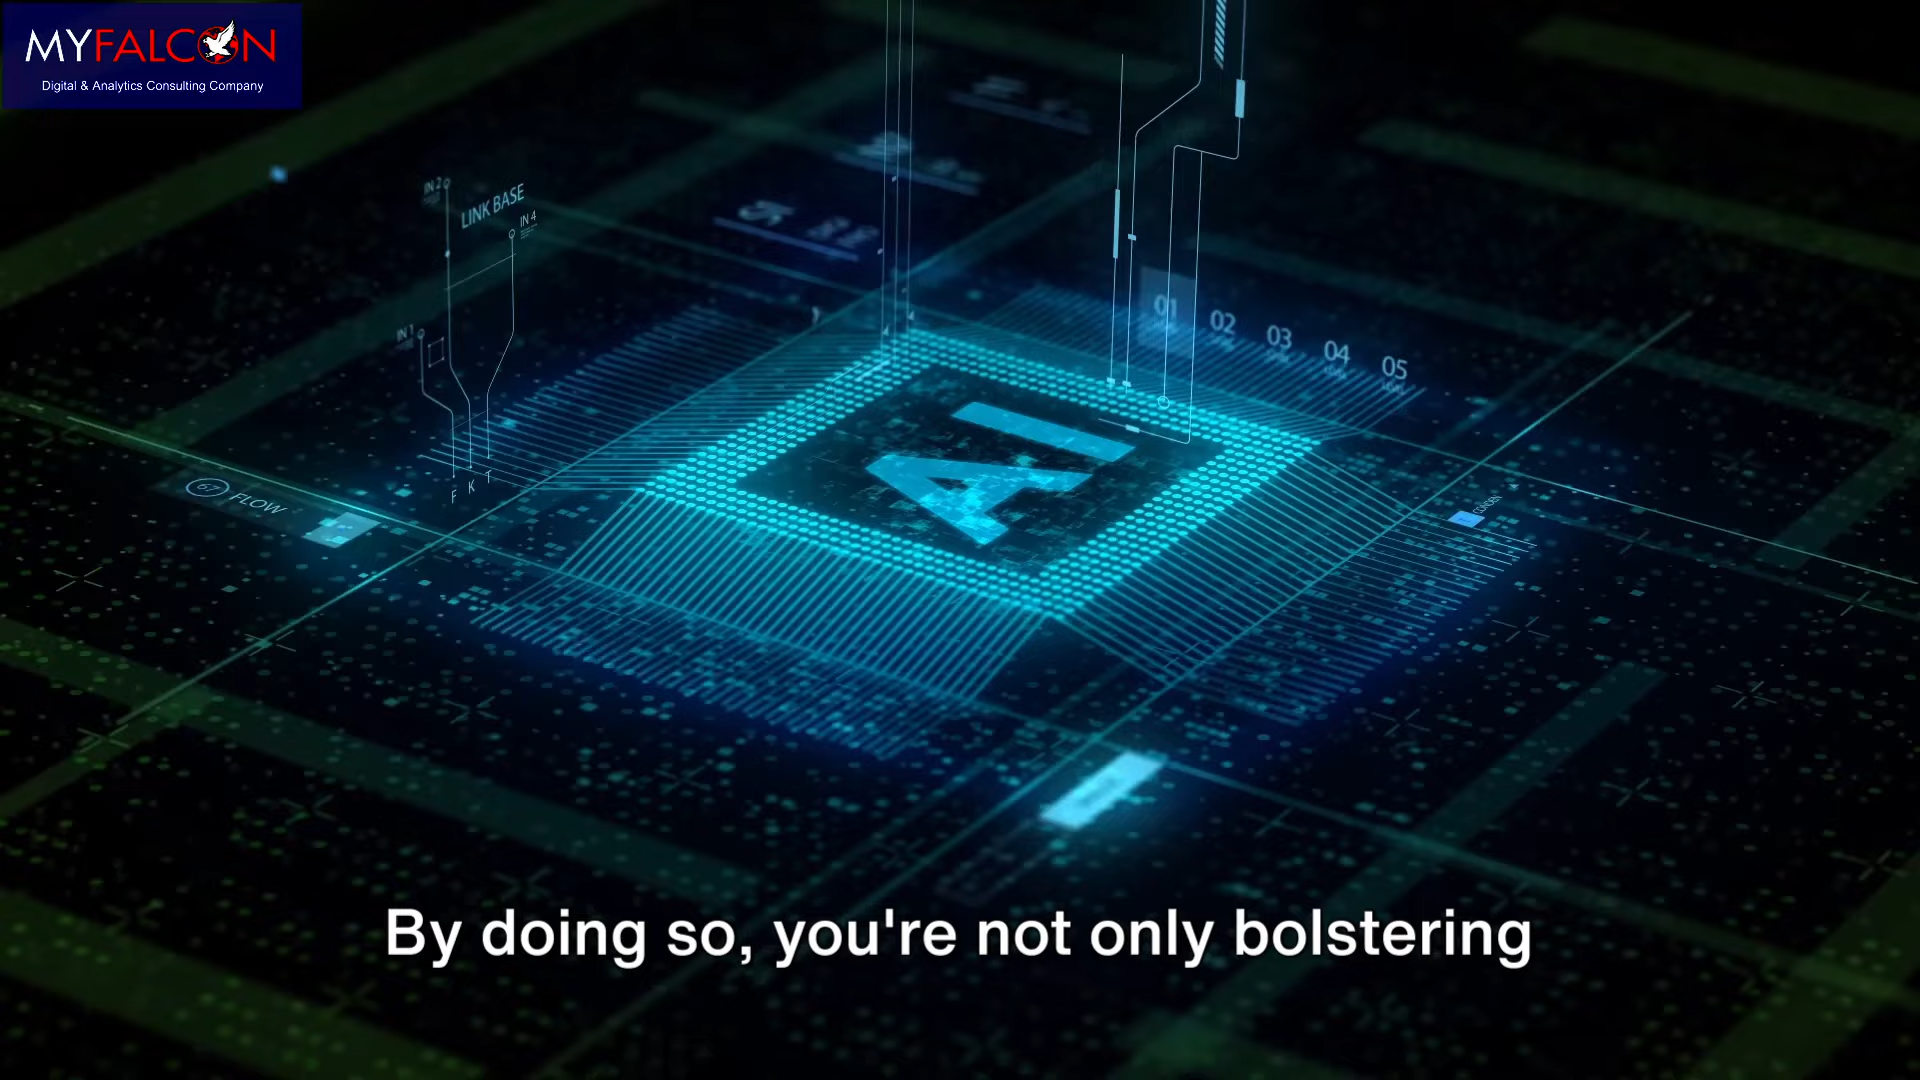 MYFALCON
Digital & Analytics Consulting Company
IN 2
LINK BASE
IN 4
01
02
03
04
05
IN 1
AI
F K T
67 FLOW
By doing so, you're not only bolstering